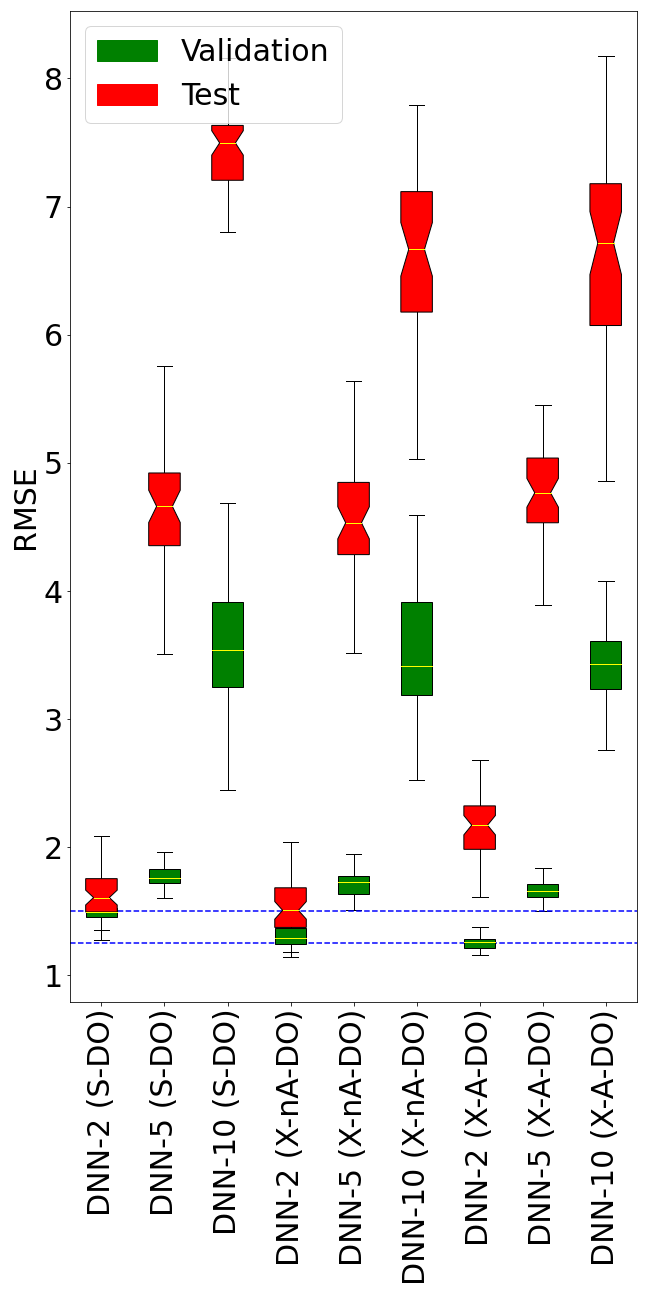 Validation
Test
8
7
6
5
4
3
2
1
RMSE
DNN-2 (S-DO)
DNN-5 (S-DO)
DNN-10 (S-DO)
DNN-2 (X-nA-DO)
DNN-5 (X-nA-DO)
DNN-10 (X-nA-DO)
DNN-2 (X-A-DO)
DNN-5 (X-A-DO)
DNN-10 (X-A-DO)